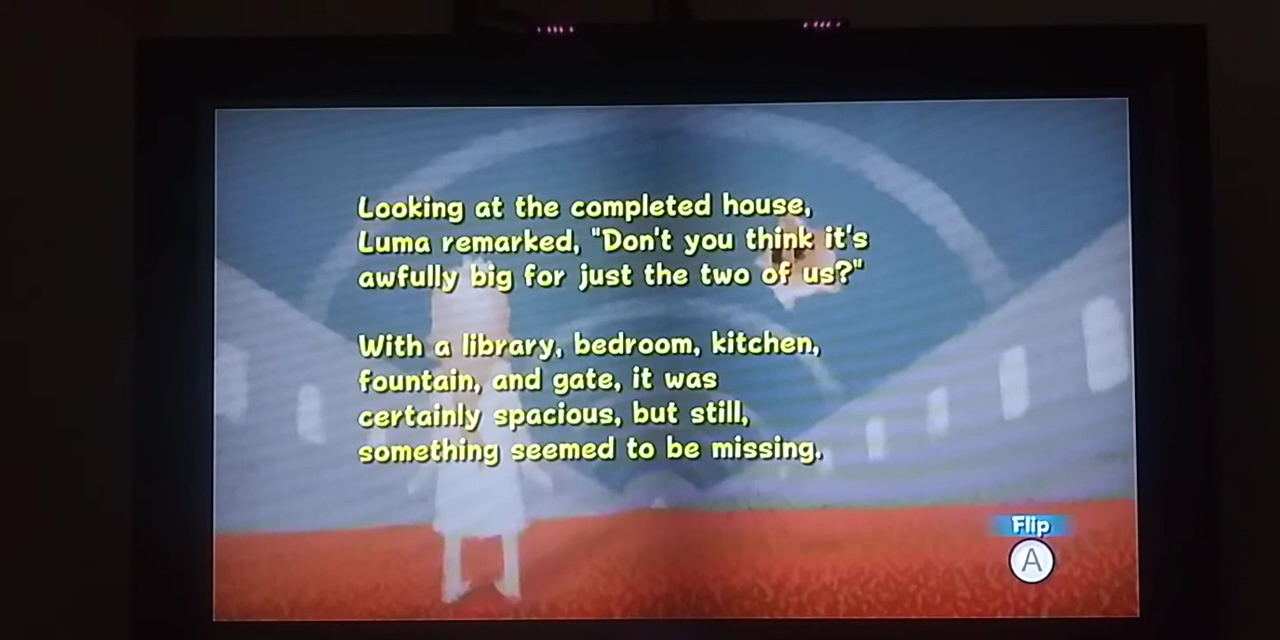 Looking at the completed house,
Luma remarked, "Don't you think it's
awfully big for just the two of us?"
With a library, bedroom, kitchen,
fountain, and gate, it was
certainly spacious, but still,
something seemed to be missing.
Flip
A